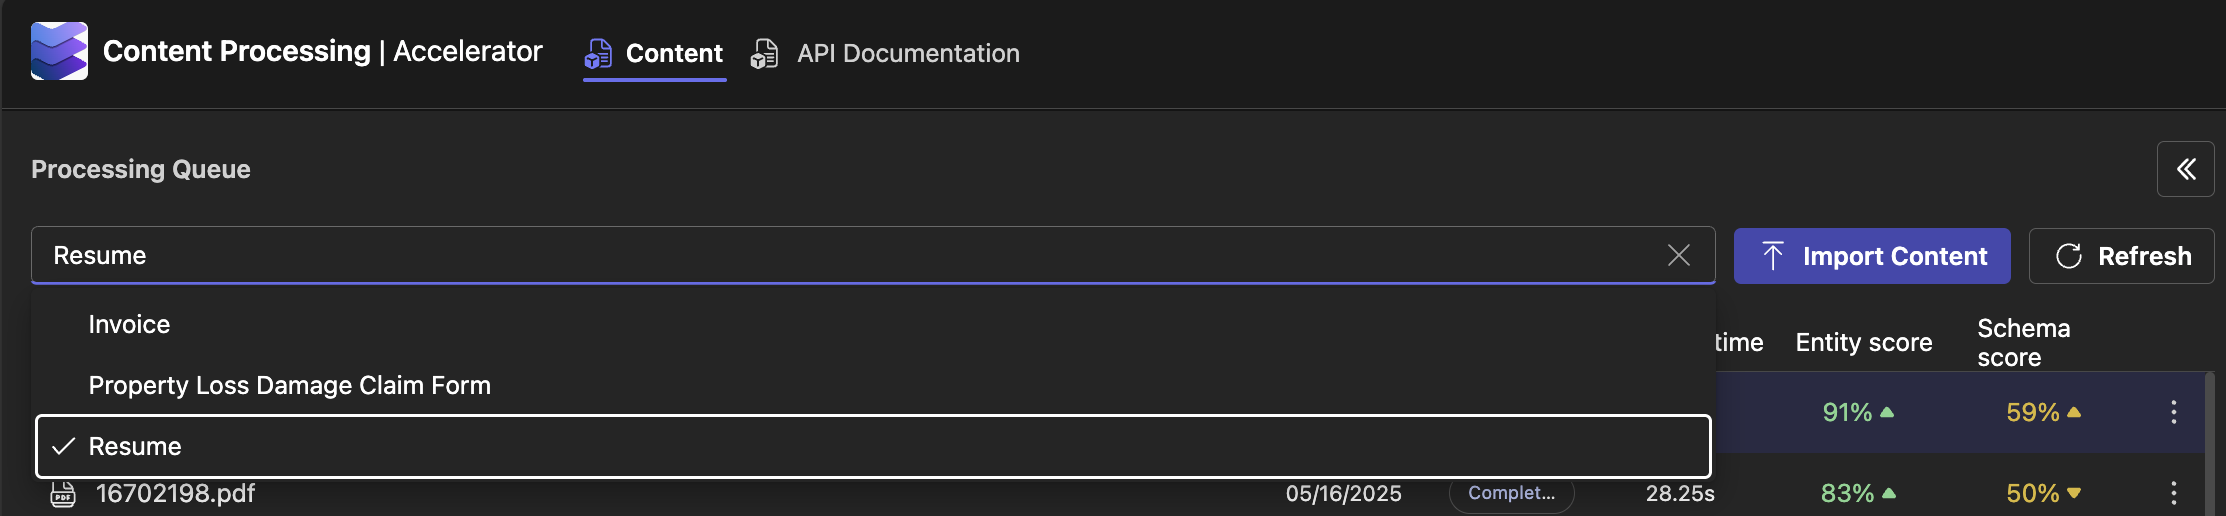 Content Processing | Accelerator
Content
API Documentation
Processing Queue
Resume
Import Content
Refresh
Invoice
Property Loss Damage Claim Form
Resume
time
Entity score
Schema
score
91%
59%
PDF
16702198.pdf
05/16/2025
Complet...
28.25s
83%
50%